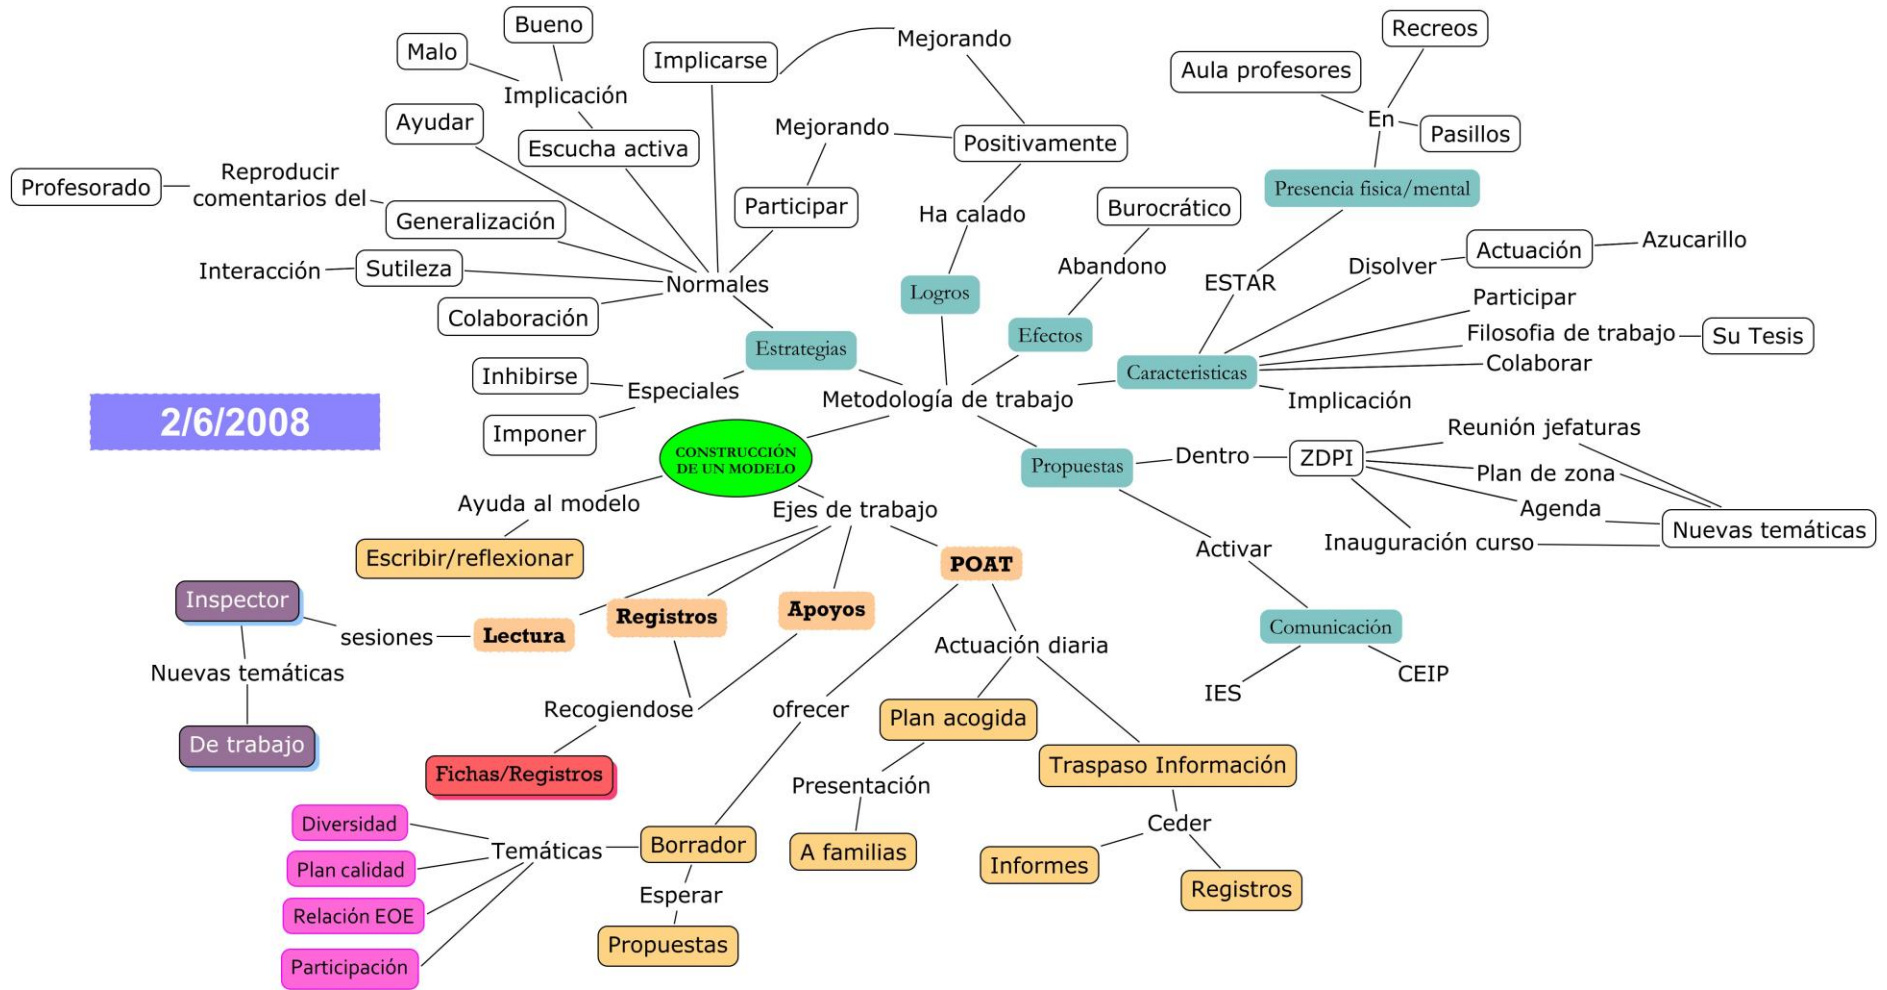 Bueno
Malo
Implicación
Ayudar
Escucha activa
Implicarse
Mejorando
Mejorando
Positivamente
Participar
Ha calado
Logros
Reproducir
comentarios del
Profesorado
Generalización
Interacción
Sutileza
Normales
Colaboración
Estrategias
Inhibirse
Especiales
Imponer
Recreos
Aula profesores
En
Pasillos
Presencia fisica/mental
Burocrático
Abandono
Efectos
ESTAR
Disolver
Actuación
Azucarillo
Participar
Filosofia de trabajo
Su Tesis
Colaborar
Caracteristicas
Implicación
Metodología de trabajo
2/6/2008
CONSTRUCCIÓN
DE UN MODELO
Propuestas
Dentro
ZDPI
Reunión jefaturas
Plan de zona
Agenda
Inauguración curso
Nuevas temáticas
Activar
Comunicación
IES
CEIP
Ayuda al modelo
Escribir/reflexionar
Ejes de trabajo
POAT
Apoyos
Registros
Lectura
sesiones
Inspector
Nuevas temáticas
De trabajo
Recogiendose
Fichas/Registros
ofrecer
Actuación diaria
Plan acogida
Presentación
A familias
Traspaso Información
Ceder
Informes
Registros
Borrador
Temáticas
Diversidad
Plan calidad
Relación EOE
Participación
Esperar
Propuestas